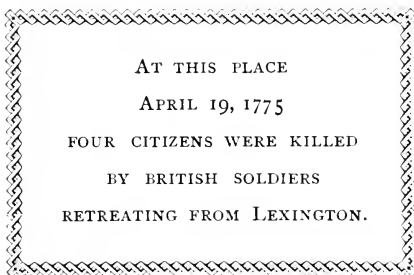 At this place
April 19, 1775
four citizens were killed
by british soldiers
retreating from Lexington.